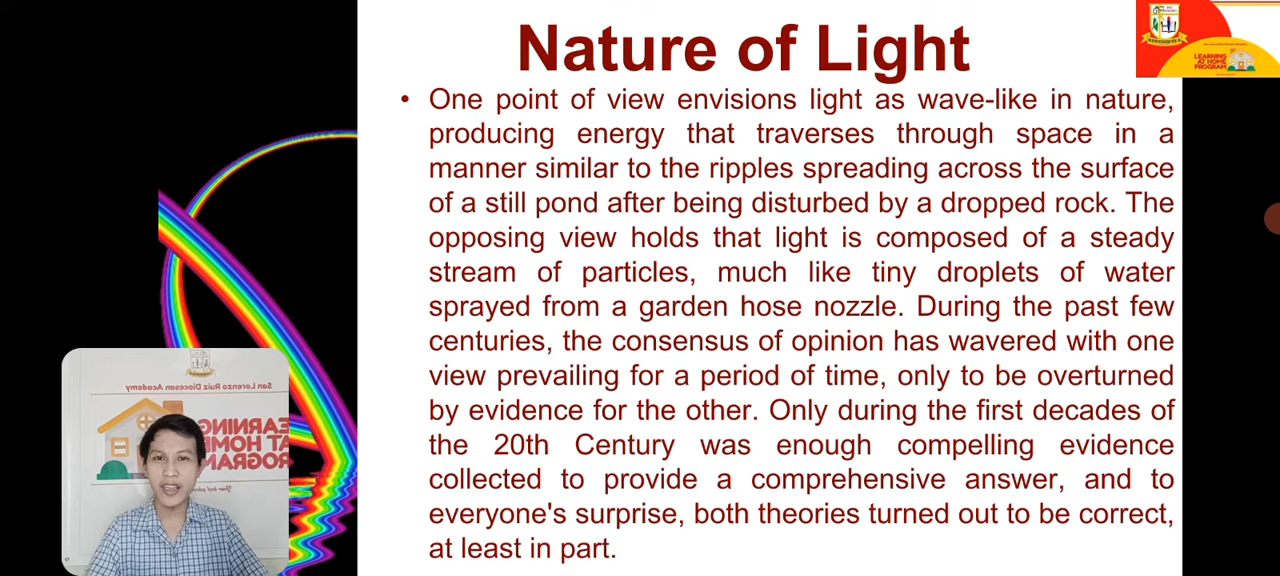 Nature of Light
LEARNING
AT HOME
PROGRAM
• One point of view envisions light as wave-like in nature,
producing energy that traverses through space in a
manner similar to the ripples spreading across the surface
of a still pond after being disturbed by a dropped rock. The
opposing view holds that light is composed of a steady
stream of particles, much like tiny droplets of water
sprayed from a garden hose nozzle. During the past few
centuries, the consensus of opinion has wavered with one
view prevailing for a period of time, only to be overturned
by evidence for the other. Only during the first decades of
the 20th Century was enough compelling evidence
collected to provide a comprehensive answer, and to
everyone's surprise, both theories turned out to be correct,
at least in part.
San Lorenzo Ruiz Diocesan Academy
EARNING
AT HOM
ROGRAM